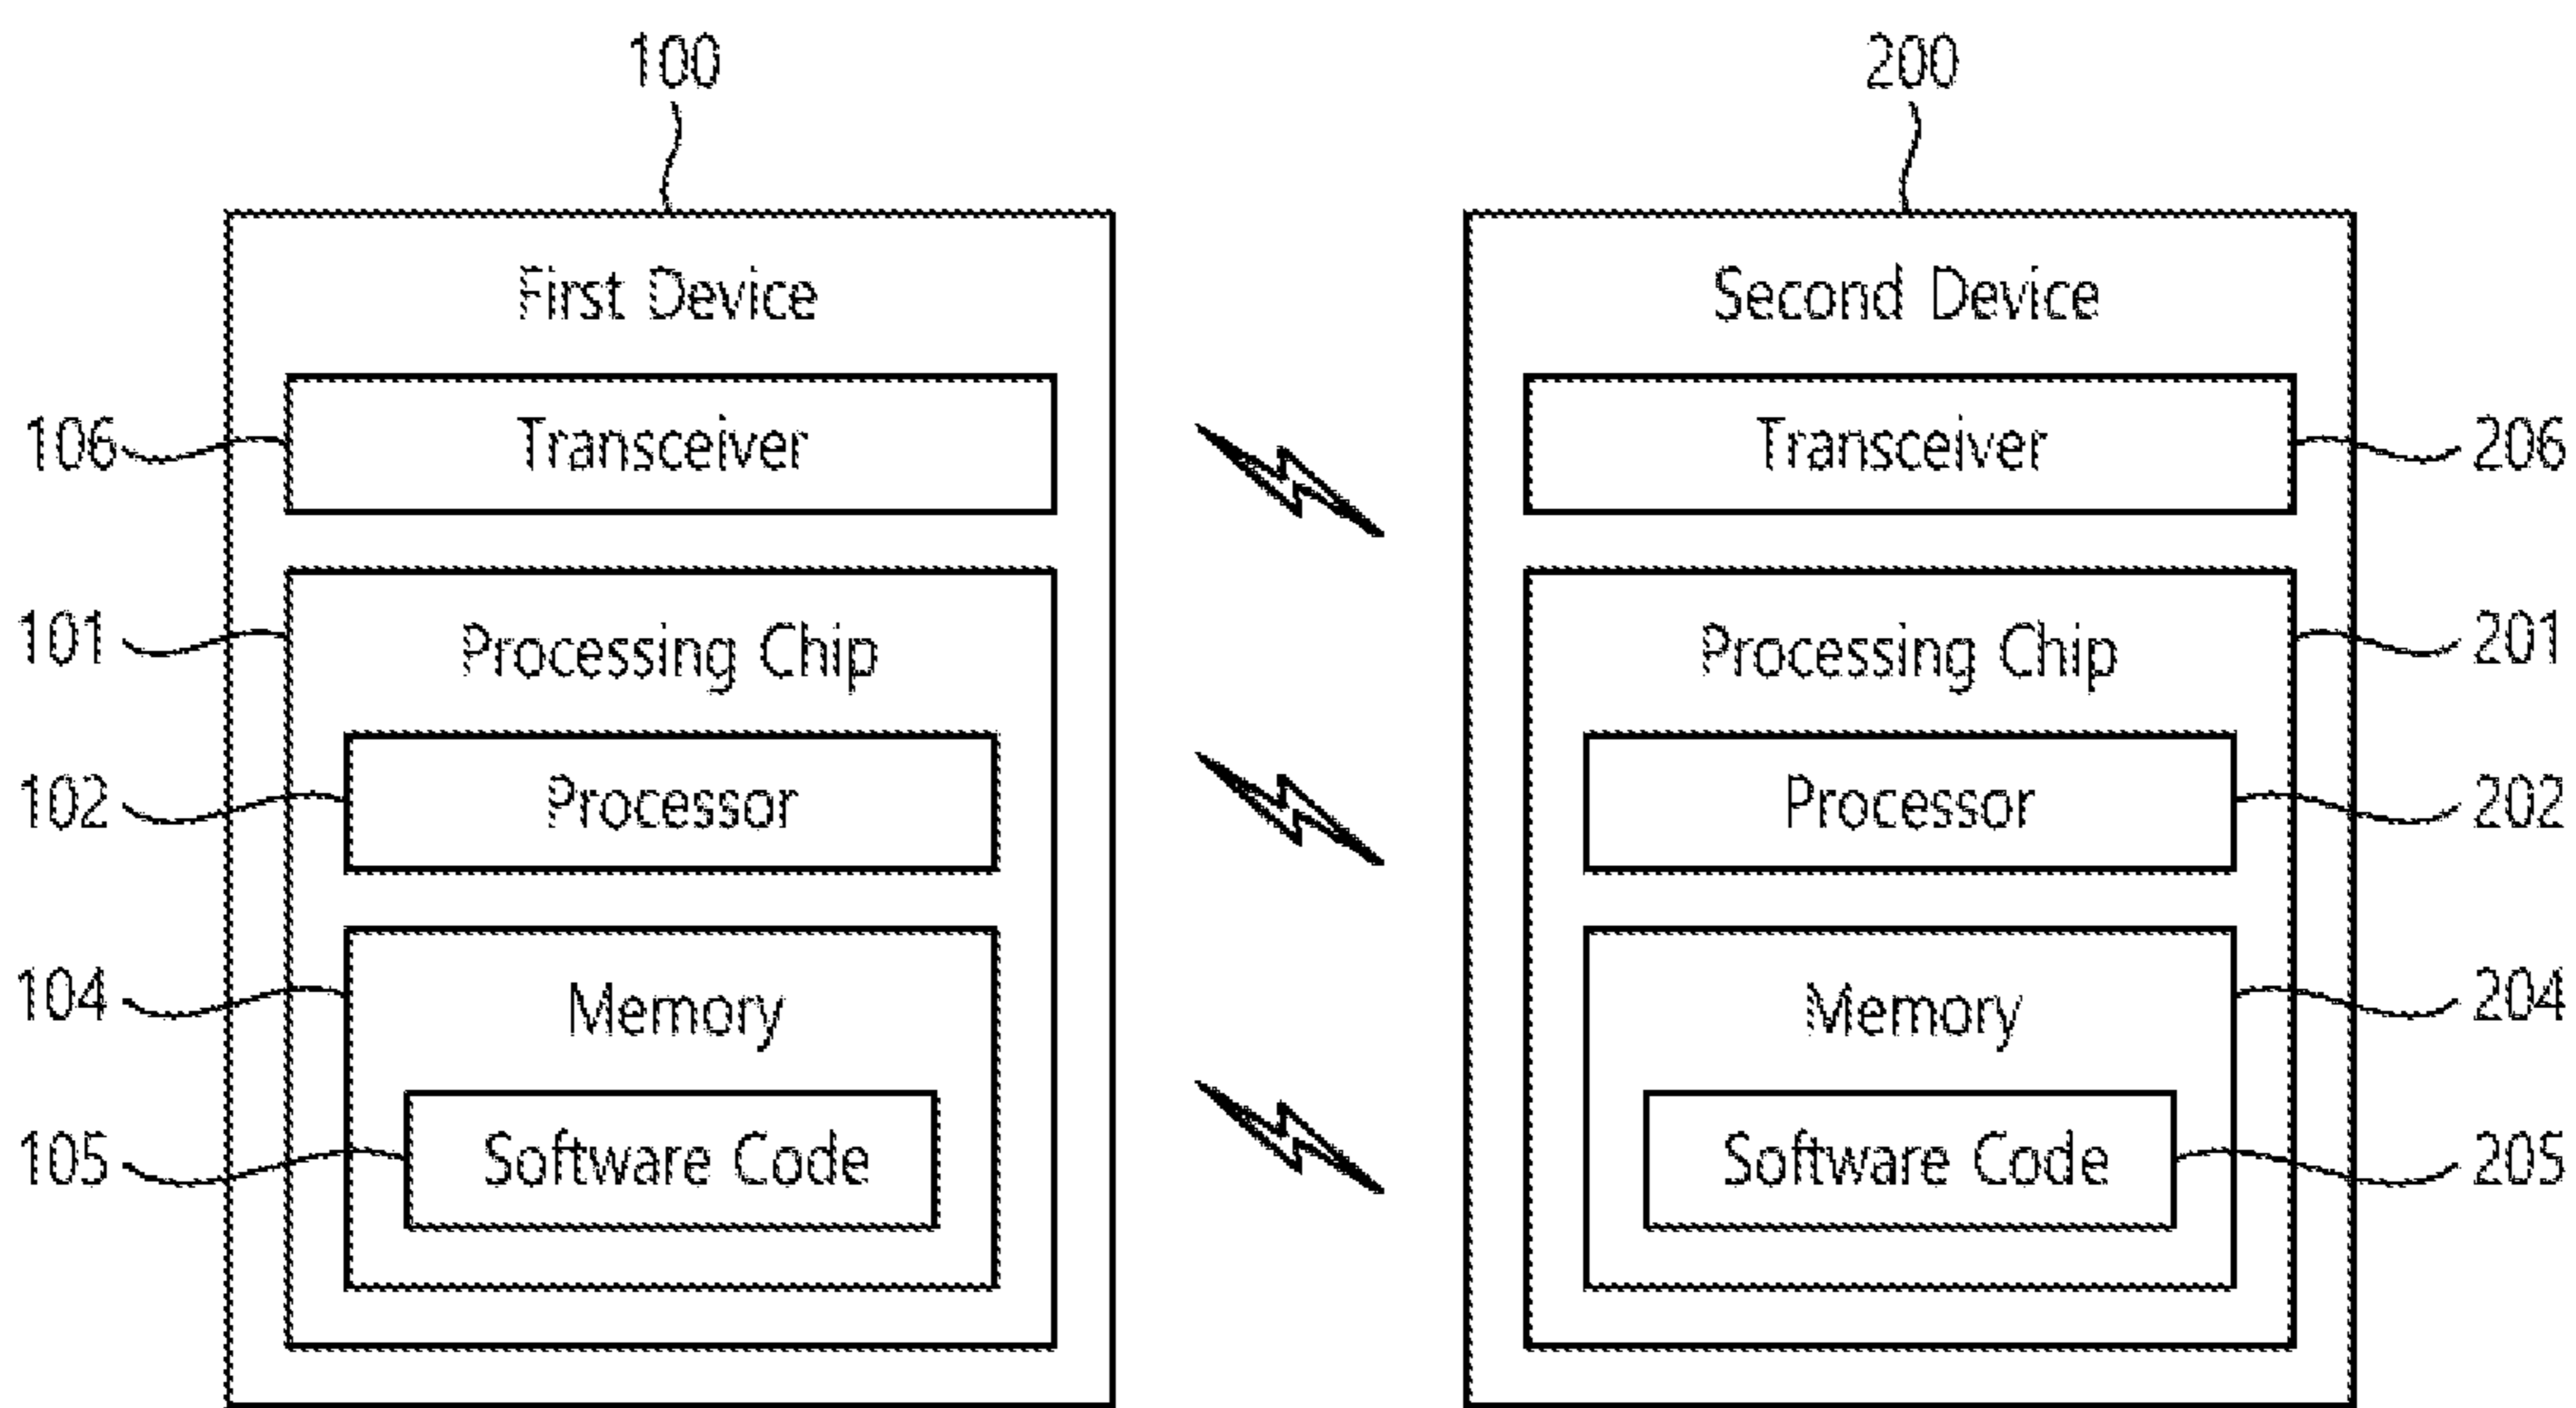 100
200
First Device
Second Device
106
Transceiver
Transceiver
206
101
Processing Chip
Processing Chip
201
102
Processor
Processor
202
104
Memory
Memory
204
105
Software Code
Software Code
205